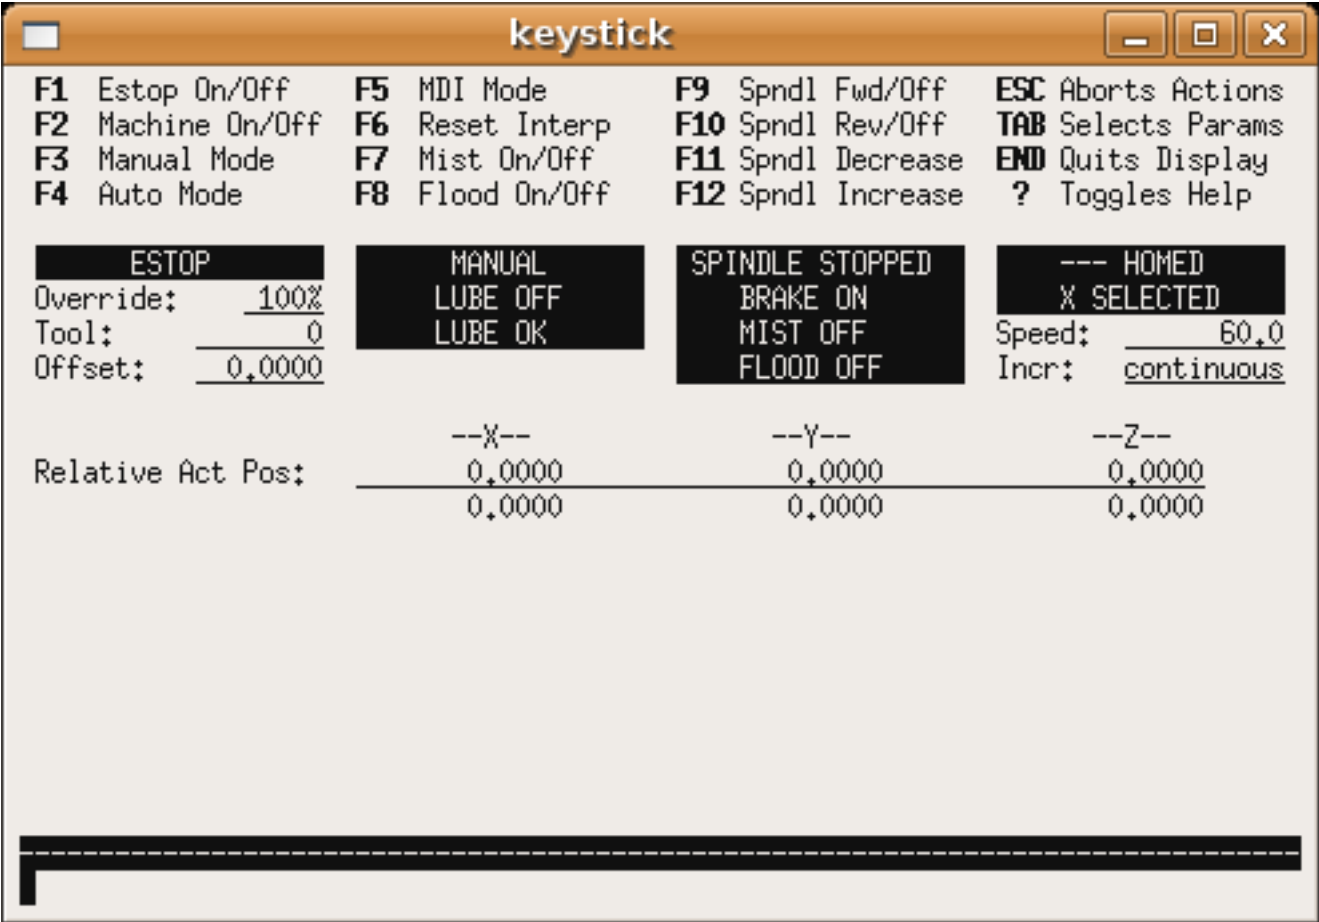 keystick
F1 Estop On/Off F5 MDI Mode F9 Spndl Fwd/Off ESC Aborts Actions
F2 Machine On/Off F6 Reset Interp F10 Spndl Rev/Off TAB Selects Params
F3 Manual Mode F7 Mist On/Off F11 Spndl Decrease END Quits Display
F4 Auto Mode F8 Flood On/Off F12 Spndl Increase ? Toggles Help
ESTOP MANUAL SPINDLE STOPPED --- HOMED
Override: 100% LUBE OFF BRAKE ON X SELECTED
Tool: 0 LUBE OK MIST OFF Speed: 60.0
Offset: 0.0000 FLOOD OFF Incr: continuous
--X-- --Y-- --Z--
Relative Act Pos: 0.0000 0.0000 0.0000
0.0000 0.0000 0.0000
--------------------------------------------------------------------------------